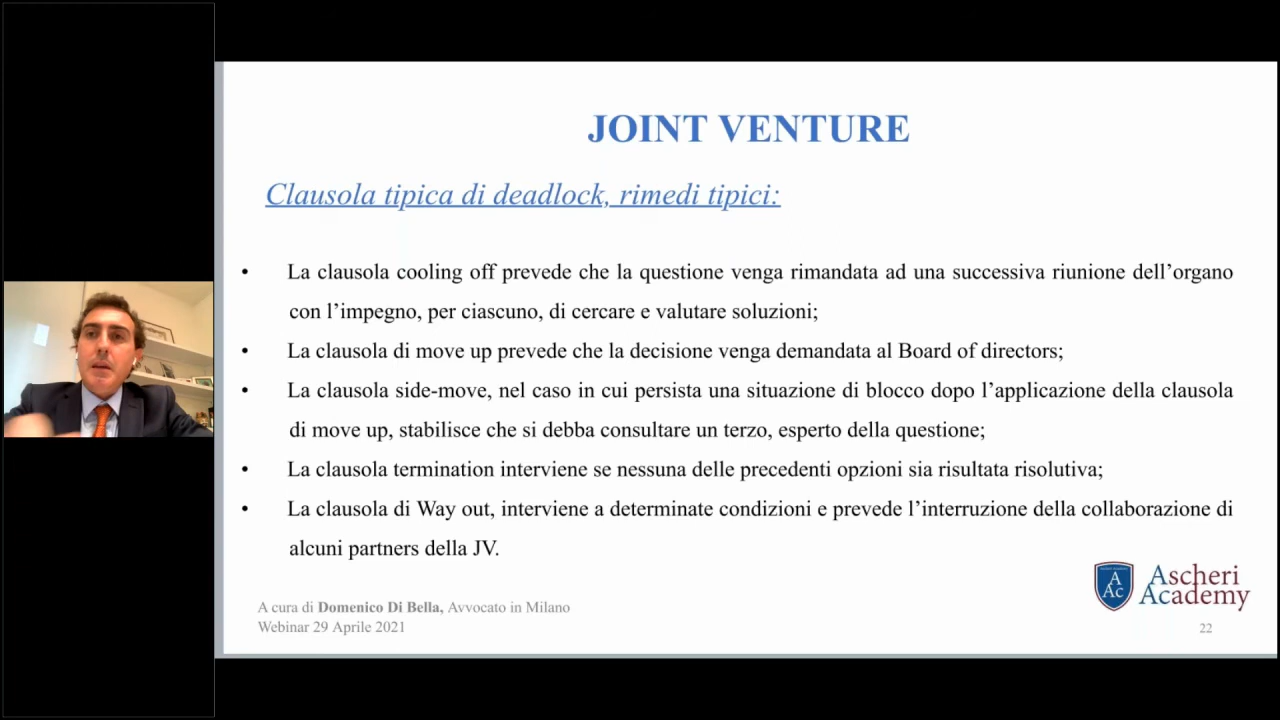 JOINT VENTURE
Clausola tipica di deadlock, rimedi tipici:
• La clausola cooling off prevede che la questione venga rimandata ad una successiva riunione dell’organo
con l’impegno, per ciascuno, di cercare e valutare soluzioni;
• La clausola di move up prevede che la decisione venga demandata al Board of directors;
• La clausola side-move, nel caso in cui persista una situazione di blocco dopo l’applicazione della clausola
di move up, stabilisce che si debba consultare un terzo, esperto della questione;
• La clausola termination interviene se nessuna delle precedenti opzioni sia risultata risolutiva;
• La clausola di Way out, interviene a determinate condizioni e prevede l’interruzione della collaborazione di
alcuni partners della JV.
A
Ac
Ascheri
Academy
A cura di Domenico Di Bella, Avvocato in Milano
Webinar 29 Aprile 2021
22